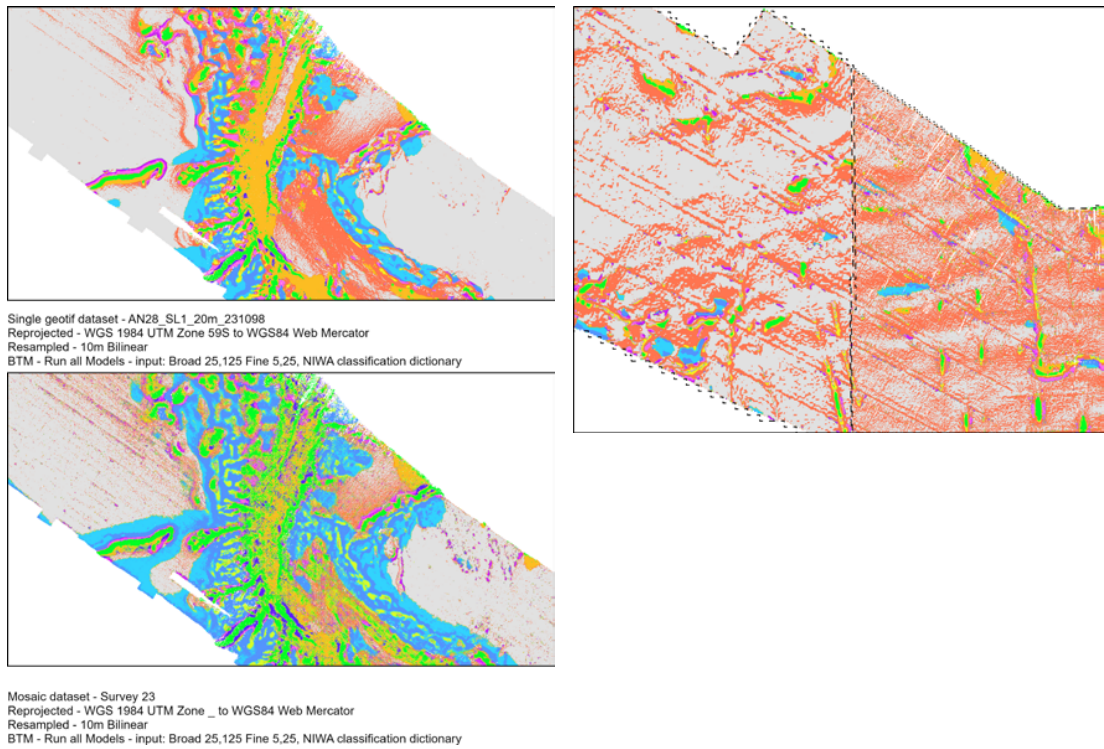 Single geotif dataset - AN28_SL1_20m_231098
Reprojected - WGS 1984 UTM Zone 59S to WGS84 Web Mercator
Resampled - 10m Bilinear
BTM - Run all Models - input: Broad 25,125 Fine 5,25, NIWA classification dictionary
Mosaic dataset - Survey 23
Reprojected - WGS 1984 UTM Zone _ to WGS84 Web Mercator
Resampled - 10m Bilinear
BTM - Run all Models - input: Broad 25,125 Fine 5,25, NIWA classification dictionary